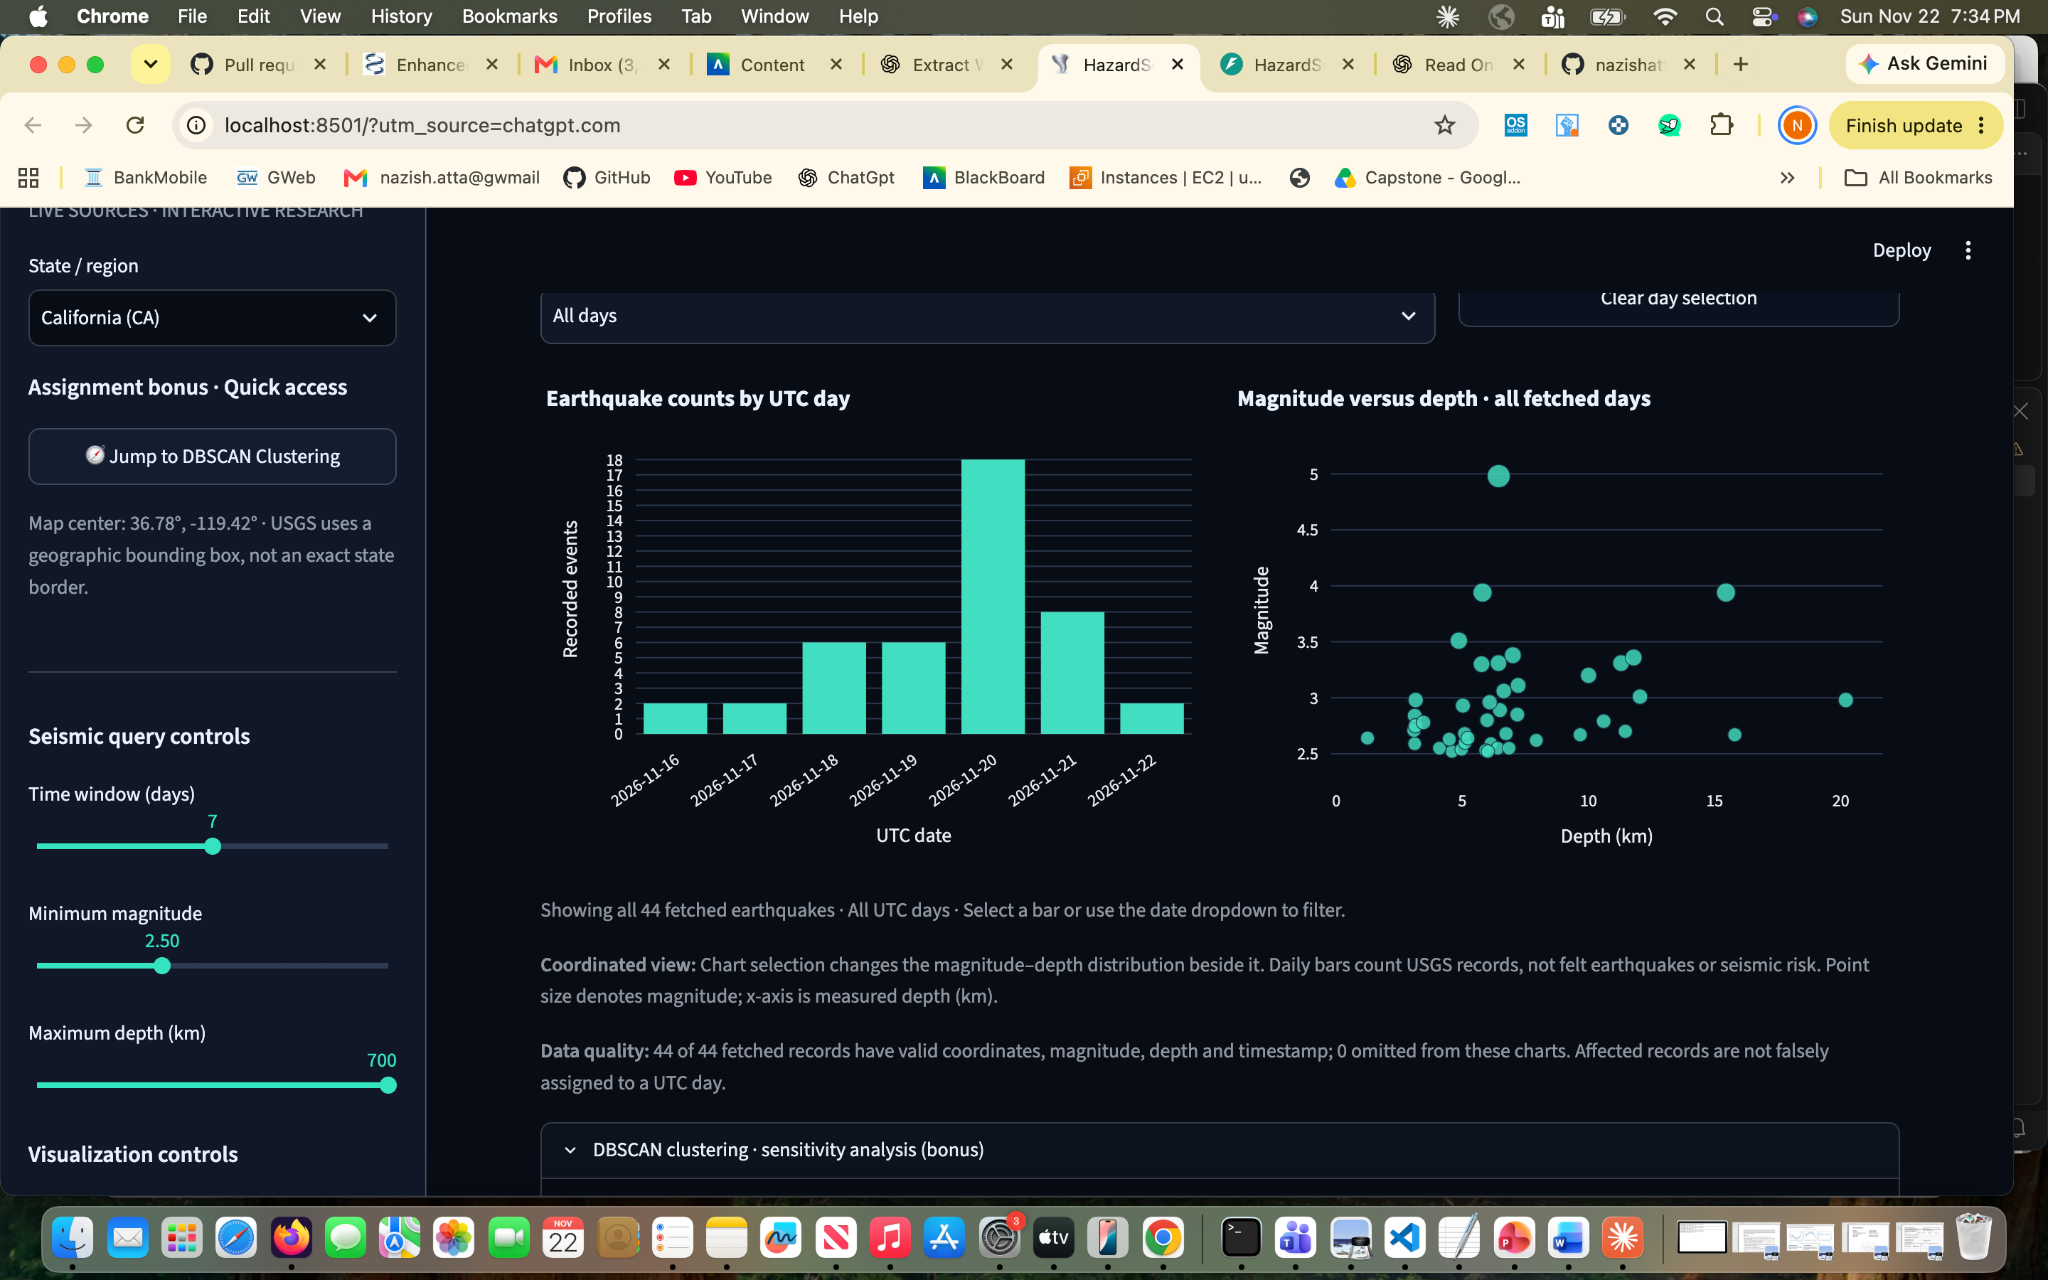 Chrome File Edit View History Bookmarks Profiles Tab Window Help
Sun Nov 22 7:34 PM
Pull requ
Enhance
Inbox (3,
Content
Extract
HazardS
HazardS
Read On
nazishat
Ask Gemini
localhost:8501/?utm_source=chatgpt.com
OS
addon
N
Finish update
BankMobile
GW GWeb
nazish.atta@gwmail
GitHub
YouTube
ChatGpt
BlackBoard
Instances | EC2 | u...
Capstone - Googl...
All Bookmarks
LIVE SOURCES · INTERACTIVE RESEARCH
State / region
California (CA)
Assignment bonus · Quick access
Jump to DBSCAN Clustering
Map center: 36.78°, -119.42° · USGS uses a
geographic bounding box, not an exact state
border.
Seismic query controls
Time window (days)
7
Minimum magnitude
2.50
Maximum depth (km)
700
Visualization controls
Deploy
All days
Clear day selection
Earthquake counts by UTC day
Recorded events
18
17
16
15
14
13
12
11
10
9
8
7
6
5
4
3
2
1
0
2026-11-16
2026-11-17
2026-11-18
2026-11-19
2026-11-20
2026-11-21
2026-11-22
UTC date
Magnitude versus depth · all fetched days
Magnitude
5
4.5
4
3.5
3
2.5
0
5
10
15
20
Depth (km)
Showing all 44 fetched earthquakes · All UTC days · Select a bar or use the date dropdown to filter.
Coordinated view: Chart selection changes the magnitude–depth distribution beside it. Daily bars count USGS records, not felt earthquakes or seismic risk. Point
size denotes magnitude; x-axis is measured depth (km).
Data quality: 44 of 44 fetched records have valid coordinates, magnitude, depth and timestamp; 0 omitted from these charts. Affected records are not falsely
assigned to a UTC day.
DBSCAN clustering · sensitivity analysis (bonus)
NOV
22
3
tv